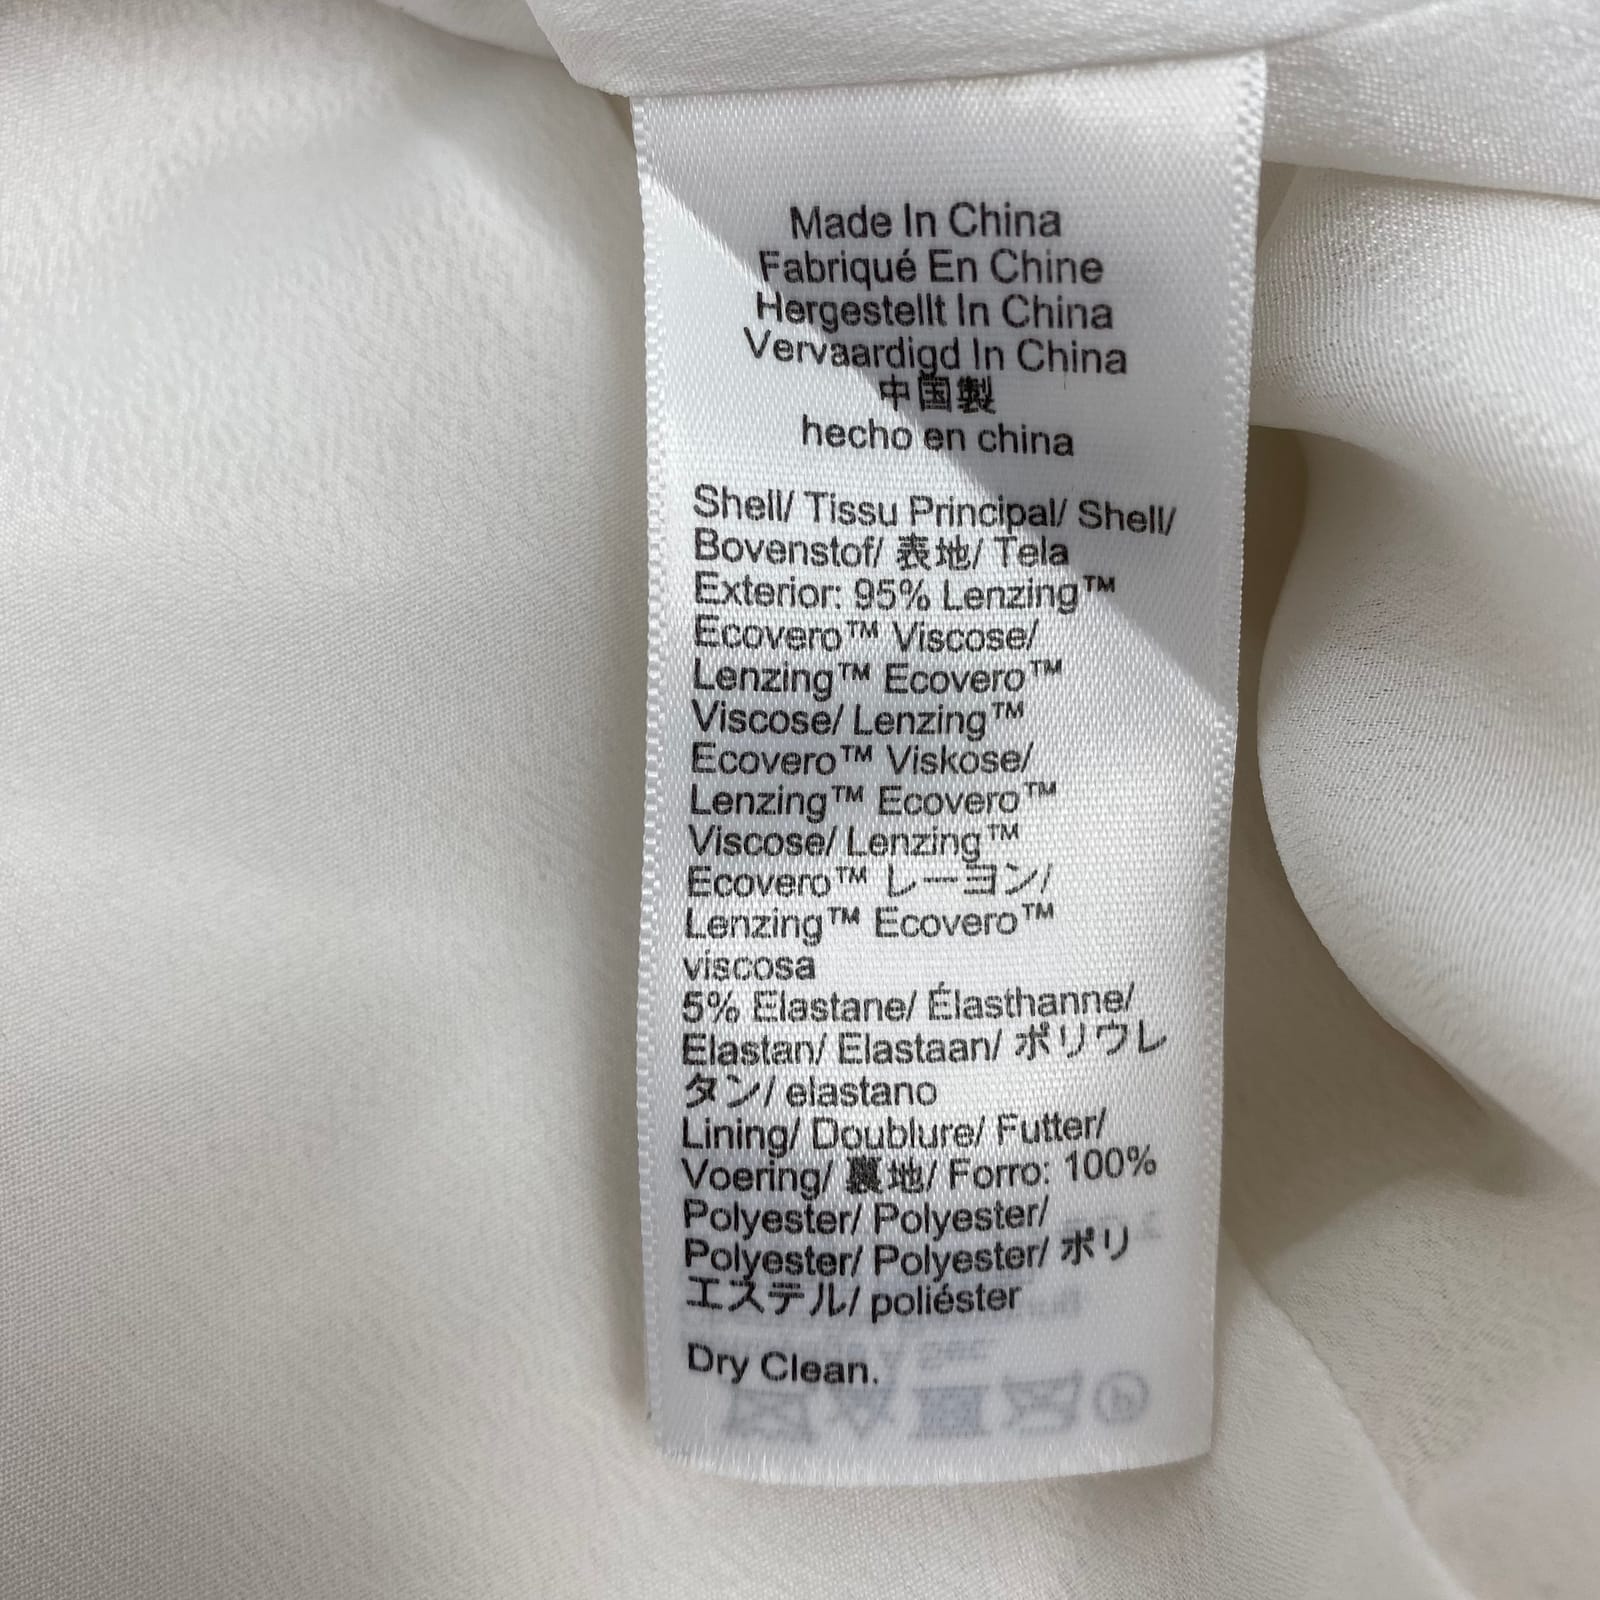 Made In China
Fabriqué En Chine
Hergestellt In China
Vervaardigd In China
中国製
hecho en china
Shell/ Tissu Principal/ Shell/
Bovenstof/ 表地/ Tela
Exterior: 95% Lenzing™
Ecovero™ Viscose/
Lenzing™ Ecovero™
Viscose/ Lenzing™
Ecovero™ Viskose/
Lenzing™ Ecovero™
Viscose/ Lenzing™
Ecovero™ レーヨン/
Lenzing™ Ecovero™
viscosa
5% Elastane/ Élasthanne/
Elastan/ Elastaan/ ポリウレ
タン/ elastano
Lining/ Doublure/ Futter/
Voering/ 裏地/ Forro: 100%
Polyester/ Polyester/
Polyester/ Polyester/ ポリ
エステル/ poliéster
Dry Clean.